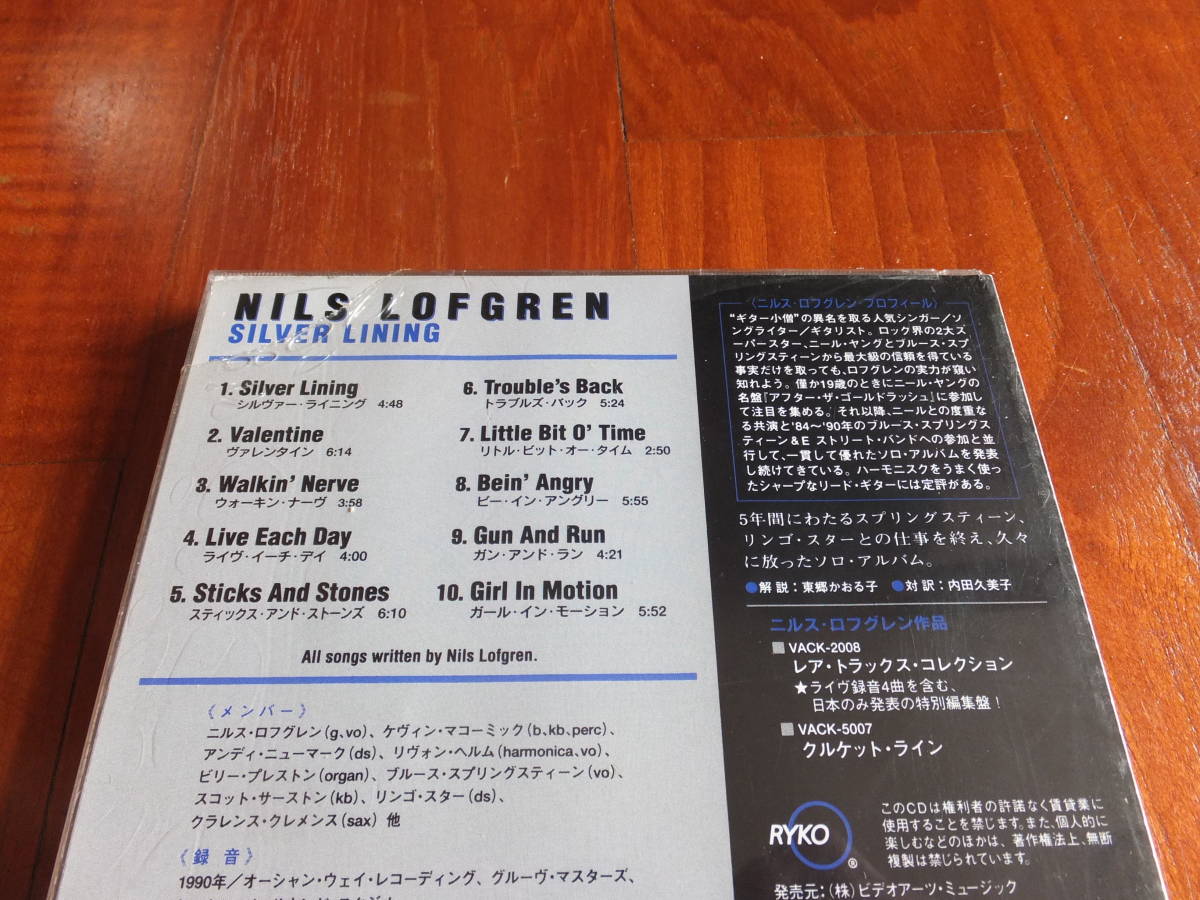 NILS LOFGREN
SILVER LINING
1. Silver Lining
シルヴァー・ライニング 4:48
2. Valentine
ヴァレンタイン 6:14
3. Walkin' Nerve
ウォーキン・ナーヴ 3:58
4. Live Each Day
ライヴ・イーチ・デイ 4:00
5. Sticks And Stones
スティックス・アンド・ストーンズ 6:10
6. Trouble's Back
トラブルズ・バック 5:24
7. Little Bit O' Time
リトル・ビット・オー・タイム 2:50
8. Bein' Angry
ビー・イン・アングリー 5:55
9. Gun And Run
ガン・アンド・ラン 4:21
10. Girl In Motion
ガール・イン・モーション 5:52
All songs written by Nils Lofgren.
《メンバー》
ニルス・ロフグレン(g,vo)、ケヴィン・マコーミック(b,kb,perc)、
アンディ・ニューマーク(ds)、リヴォン・ヘルム(harmonica,vo)、
ビリー・プレストン(organ)、ブルース・スプリングスティーン(vo)、
スコット・サーストン(kb)、リンゴ・スター(ds)、
クラレンス・クレメンス(sax) 他
《録音》
1990年/オーシャン・ウェイ・レコーディング、グルーヴ・マスターズ、
〈ニルス・ロフグレン プロフィール〉
"ギター小僧"の異名を取る人気シンガー/ソ
ングライター/ギタリスト。ロック界の2大ス
ーパースター、ニール・ヤングとブルース・スプ
リングスティーンから最大級の信頼を得ている
事実だけを取っても、ロフグレンの実力が窺い
知れよう。僅か19歳のときにニール・ヤングの
名盤『アフター・ザ・ゴールドラッシュ』に参加し
て注目を集める。それ以降、ニールとの度重な
る共演と'84〜'90年のブルース・スプリングス
ティーン&E ストリート・バンドへの参加と並
行して、一貫して優れたソロ・アルバムを発表
し続けてきている。ハーモニスクをうまく使っ
たシャープなリード・ギターには定評がある。
5年間にわたるスプリングスティーン、
リンゴ・スターとの仕事を終え、久々
に放ったソロ・アルバム。
●解説:東郷かおる子 ●対訳:内田久美子
ニルス・ロフグレン作品
■VACK-2008
レア・トラックス・コレクション
★ライヴ録音4曲を含む、
日本のみ発表の特別編集盤!
■VACK-5007
クルケット・ライン
RYKO®
このCDは権利者の許諾なく賃貸業に
使用することを禁じます。また、個人的に
楽しむなどのほかは、著作権法上、無断
複製は禁じられています。
発売元:(株)ビデオアーツ・ミュージック